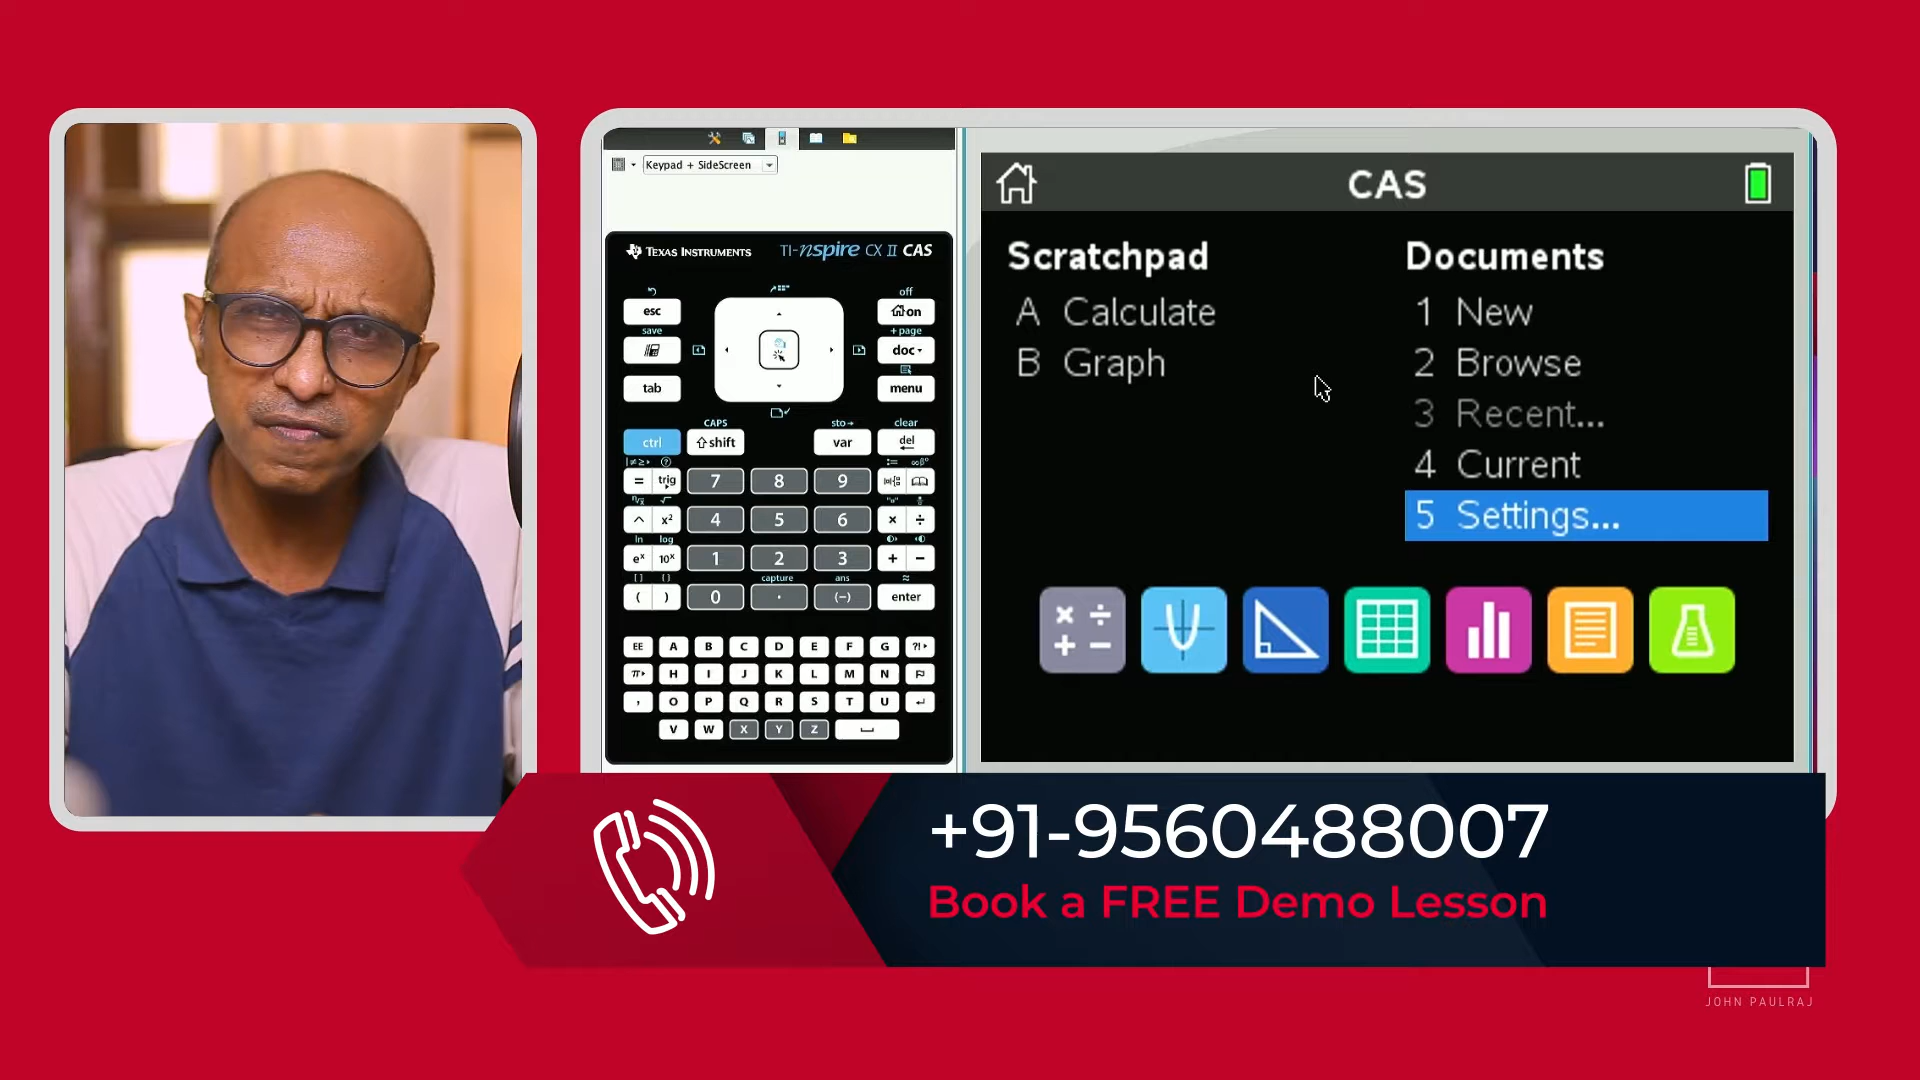 Keypad + SideScreen
TEXAS INSTRUMENTS TI-nspire CX II CAS
off
esc
on
save
+ page
doc
tab
menu
CAPS
sto→
clear
ctrl
shift
var
del
= trig 7 8 9
^ x² 4 5 6 × ÷
ln log
eˣ 10ˣ 1 2 3 + −
[ ] { } capture ans ≈
( ) 0 . (−) enter
EE A B C D E F G ?!
π H I J K L M N
, O P Q R S T U
V W X Y Z
CAS
Scratchpad
A Calculate
B Graph
Documents
1 New
2 Browse
3 Recent...
4 Current
5 Settings...
+91-9560488007
Book a FREE Demo Lesson
JOHN PAULRAJ